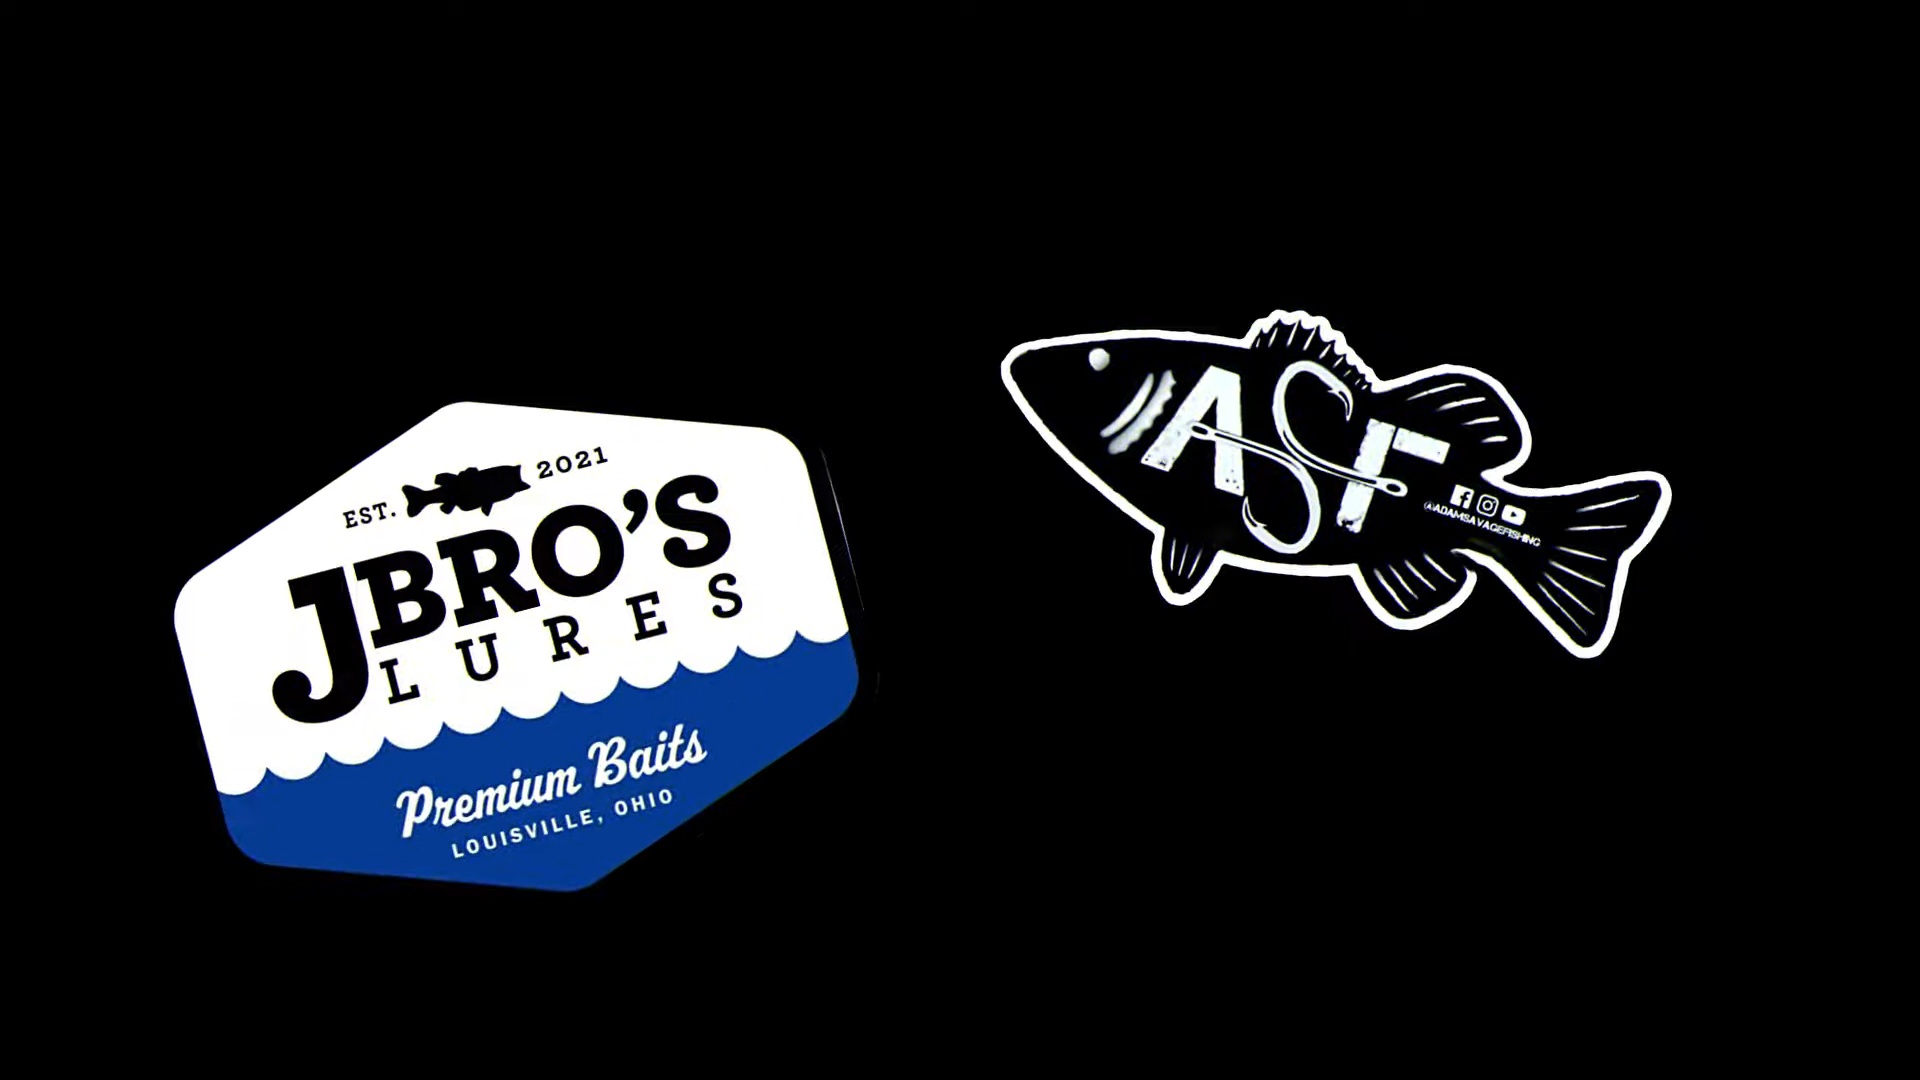 EST. 2021
JBRO'S
LURES
Premium Baits
LOUISVILLE, OHIO
ASF
@ADAMSAVAGEFISHING